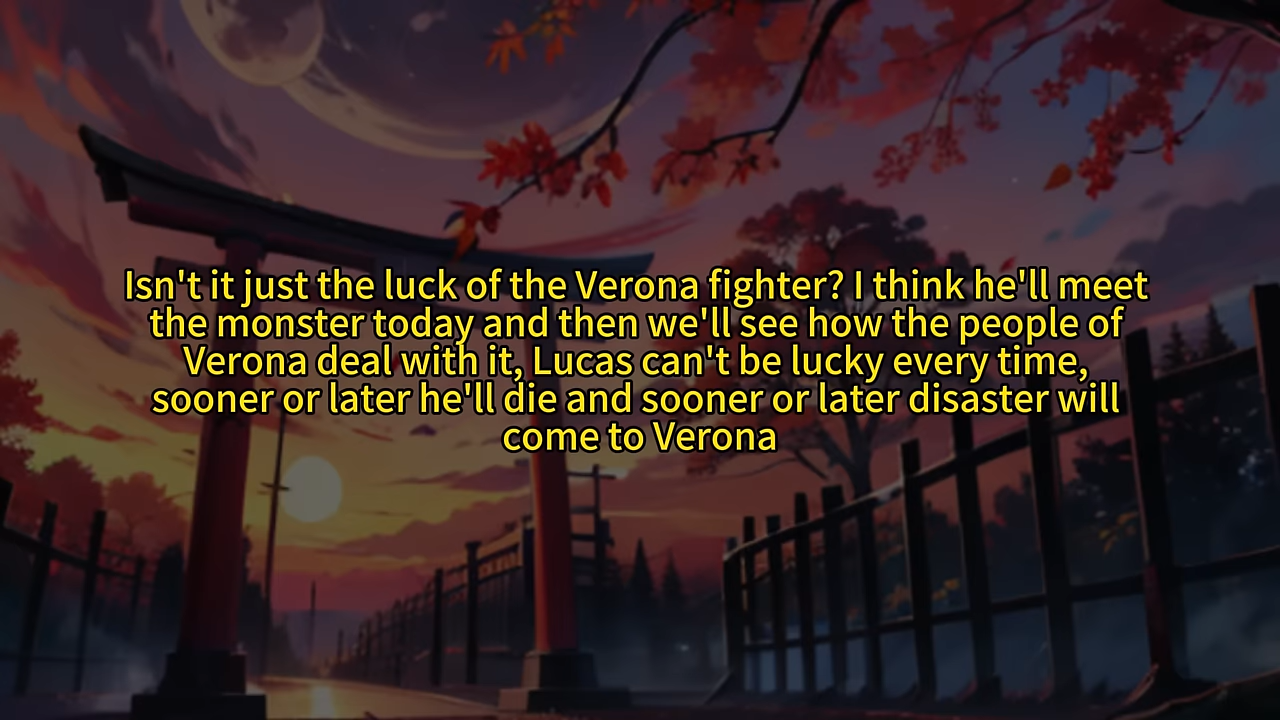 Isn't it just the luck of the Verona fighter? I think he'll meet
the monster today and then we'll see how the people of
Verona deal with it, Lucas can't be lucky every time,
sooner or later he'll die and sooner or later disaster will
come to Verona